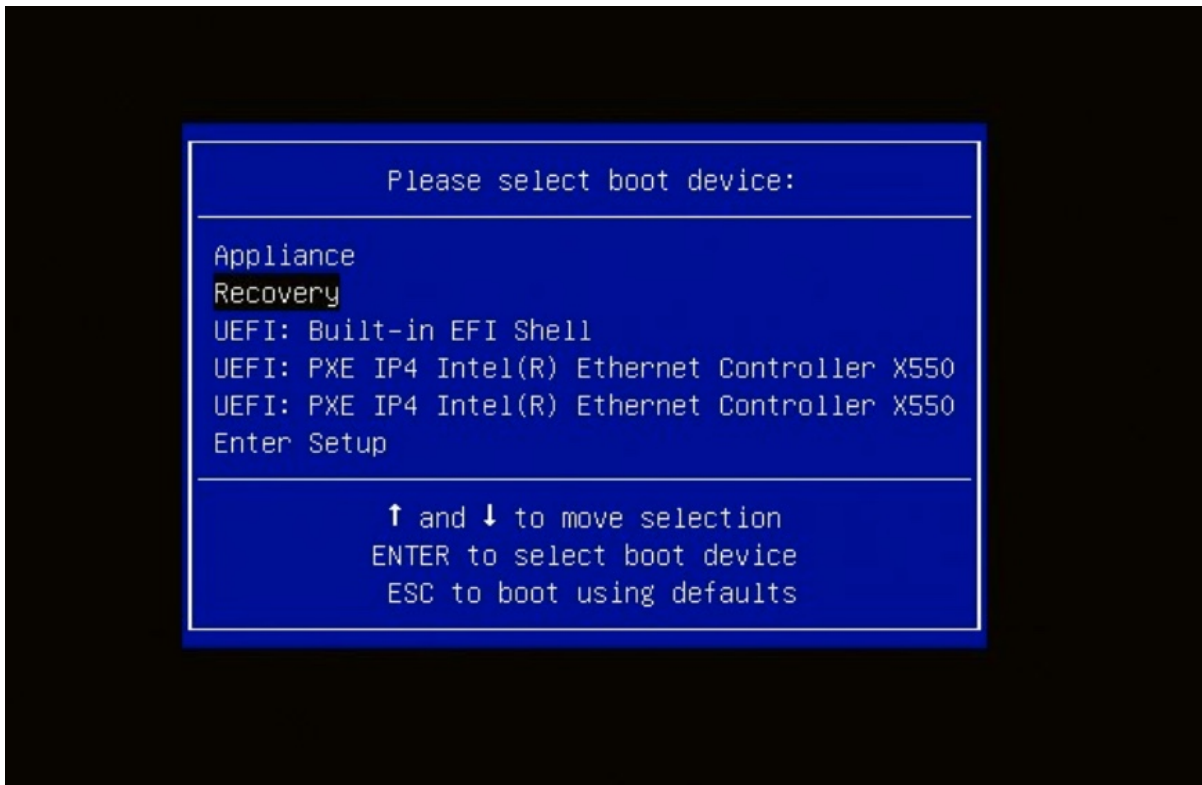 Please select boot device:
Appliance
Recovery
UEFI: Built-in EFI Shell
UEFI: PXE IP4 Intel(R) Ethernet Controller X550
UEFI: PXE IP4 Intel(R) Ethernet Controller X550
Enter Setup
↑ and ↓ to move selection
ENTER to select boot device
ESC to boot using defaults